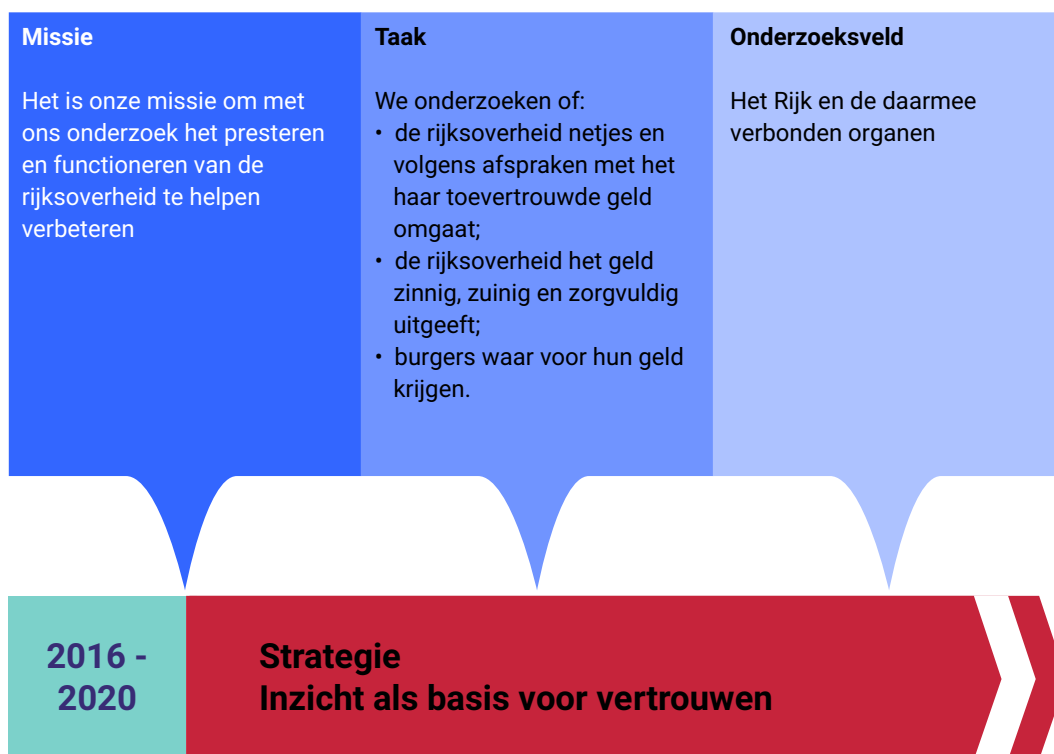 Missie
Het is onze missie om met
ons onderzoek het presteren
en functioneren van de
rijksoverheid te helpen
verbeteren
Taak
We onderzoeken of:
• de rijksoverheid netjes en
volgens afspraken met het
haar toevertrouwde geld
omgaat;
• de rijksoverheid het geld
zinnig, zuinig en zorgvuldig
uitgeeft;
• burgers waar voor hun geld
krijgen.
Onderzoeksveld
Het Rijk en de daarmee
verbonden organen
2016 -
2020
Strategie
Inzicht als basis voor vertrouwen